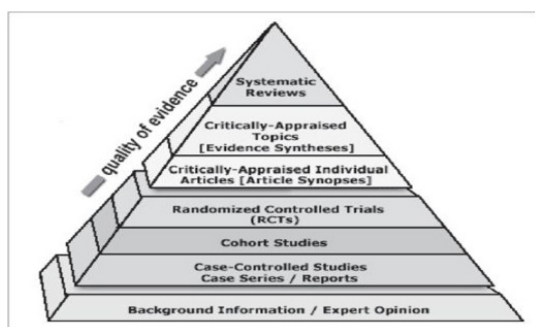 quality of evidence
Systematic
Reviews
Critically-Appraised
Topics
[Evidence Syntheses]
Critically-Appraised Individual
Articles [Article Synopses]
Randomized Controlled Trials
(RCTs)
Cohort Studies
Case-Controlled Studies
Case Series / Reports
Background Information / Expert Opinion